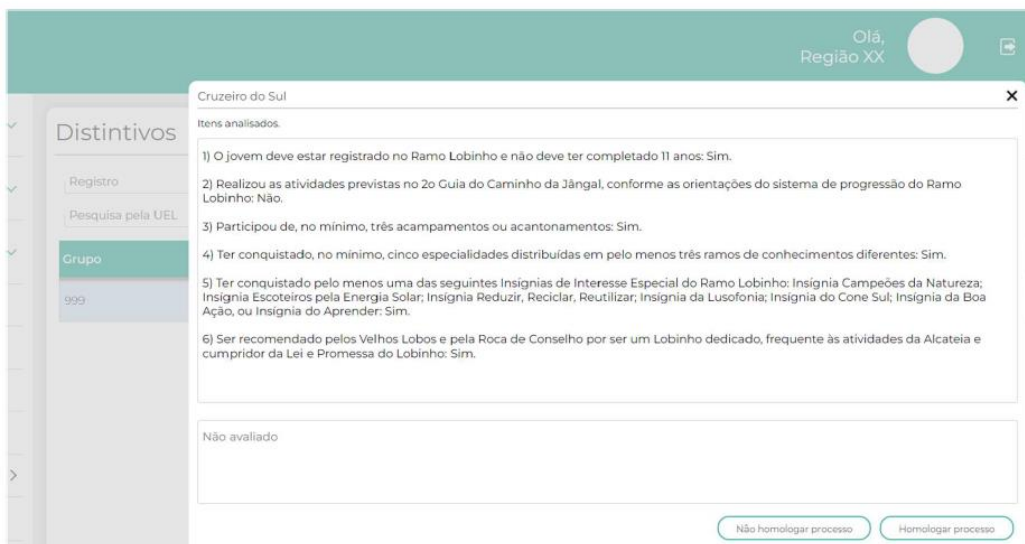 Olá,
Região XX
Cruzeiro do Sul
Itens analisados.
Distintivos
1) O jovem deve estar registrado no Ramo Lobinho e não deve ter completado 11 anos: Sim.
Registro
2) Realizou as atividades previstas no 2o Guia do Caminho da Jângal, conforme as orientações do sistema de progressão do Ramo
Lobinho: Não.
Pesquisa pela UEL
3) Participou de, no mínimo, três acampamentos ou acantonamentos: Sim.
Grupo
4) Ter conquistado, no mínimo, cinco especialidades distribuídas em pelo menos três ramos de conhecimentos diferentes: Sim.
999
5) Ter conquistado pelo menos uma das seguintes Insígnias de Interesse Especial do Ramo Lobinho: Insígnia Campeões da Natureza;
Insígnia Escoteiros pela Energia Solar; Insígnia Reduzir, Reciclar, Reutilizar; Insígnia da Lusofonia; Insígnia do Cone Sul; Insígnia da Boa
Ação, ou Insígnia do Aprender: Sim.
6) Ser recomendado pelos Velhos Lobos e pela Roca de Conselho por ser um Lobinho dedicado, frequente às atividades da Alcateia e
cumpridor da Lei e Promessa do Lobinho: Sim.
Não avaliado
Não homologar processo
Homologar processo